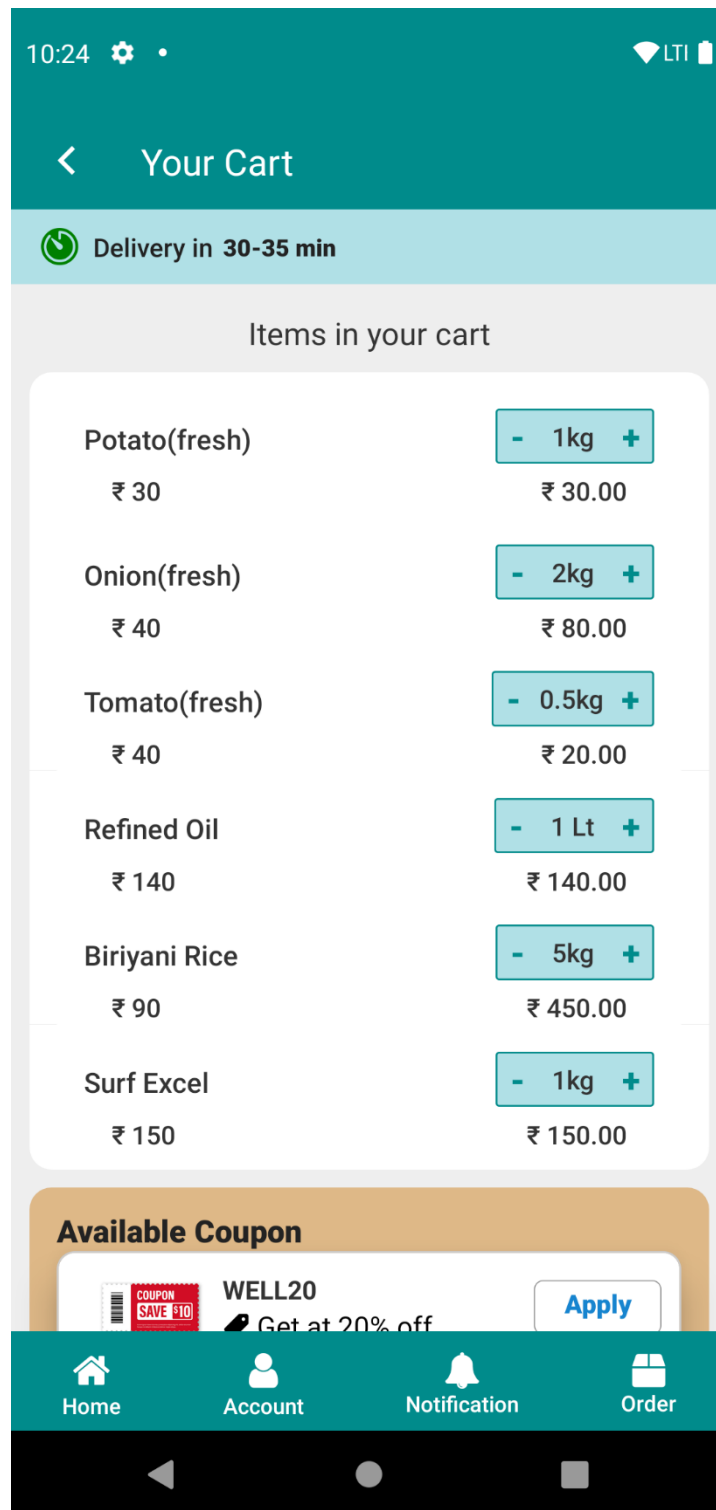 10:24 LTI
Your Cart
Delivery in 30-35 min
Items in your cart
Potato(fresh) - 1kg +
₹ 30 ₹ 30.00
Onion(fresh) - 2kg +
₹ 40 ₹ 80.00
Tomato(fresh) - 0.5kg +
₹ 40 ₹ 20.00
Refined Oil - 1 Lt +
₹ 140 ₹ 140.00
Biriyani Rice - 5kg +
₹ 90 ₹ 450.00
Surf Excel - 1kg +
₹ 150 ₹ 150.00
Available Coupon
COUPON
SAVE $10
WELL20
Get at 20% off
Apply
Home Account Notification Order